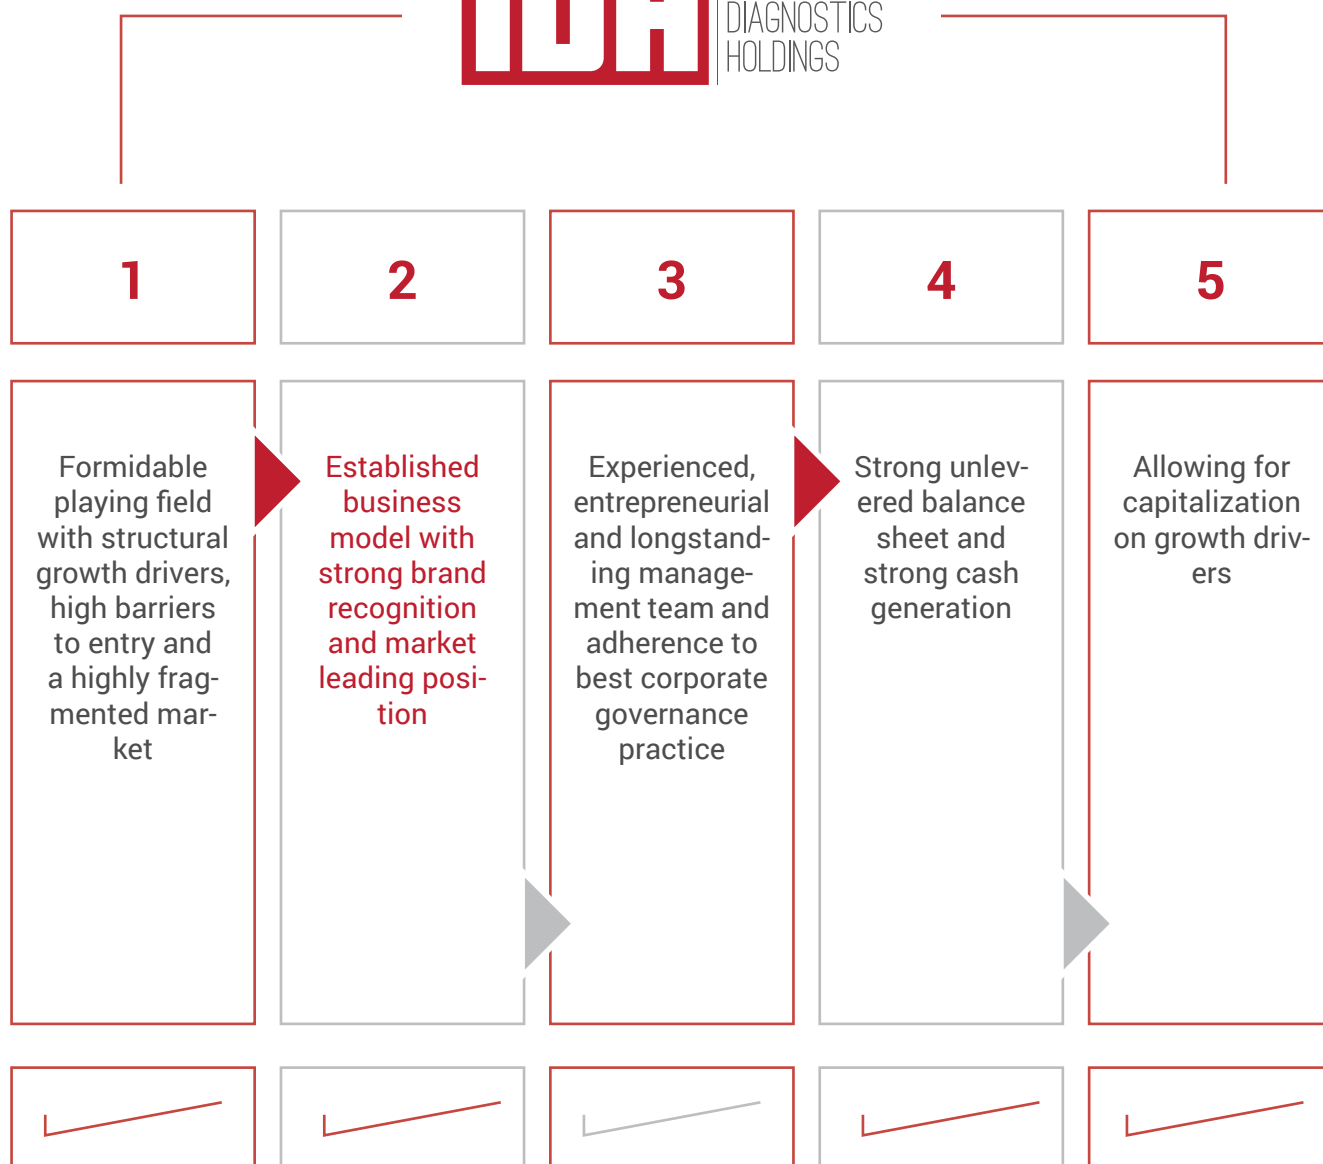 DIAGNOSTICS
HOLDINGS
1
2
3
4
5
Formidable
playing field
with structural
growth drivers,
high barriers
to entry and
a highly frag-
mented mar-
ket
Established
business
model with
strong brand
recognition
and market
leading posi-
tion
Experienced,
entrepreneurial
and longstand-
ing manage-
ment team and
adherence to
best corporate
governance
practice
Strong unlev-
ered balance
sheet and
strong cash
generation
Allowing for
capitalization
on growth driv-
ers